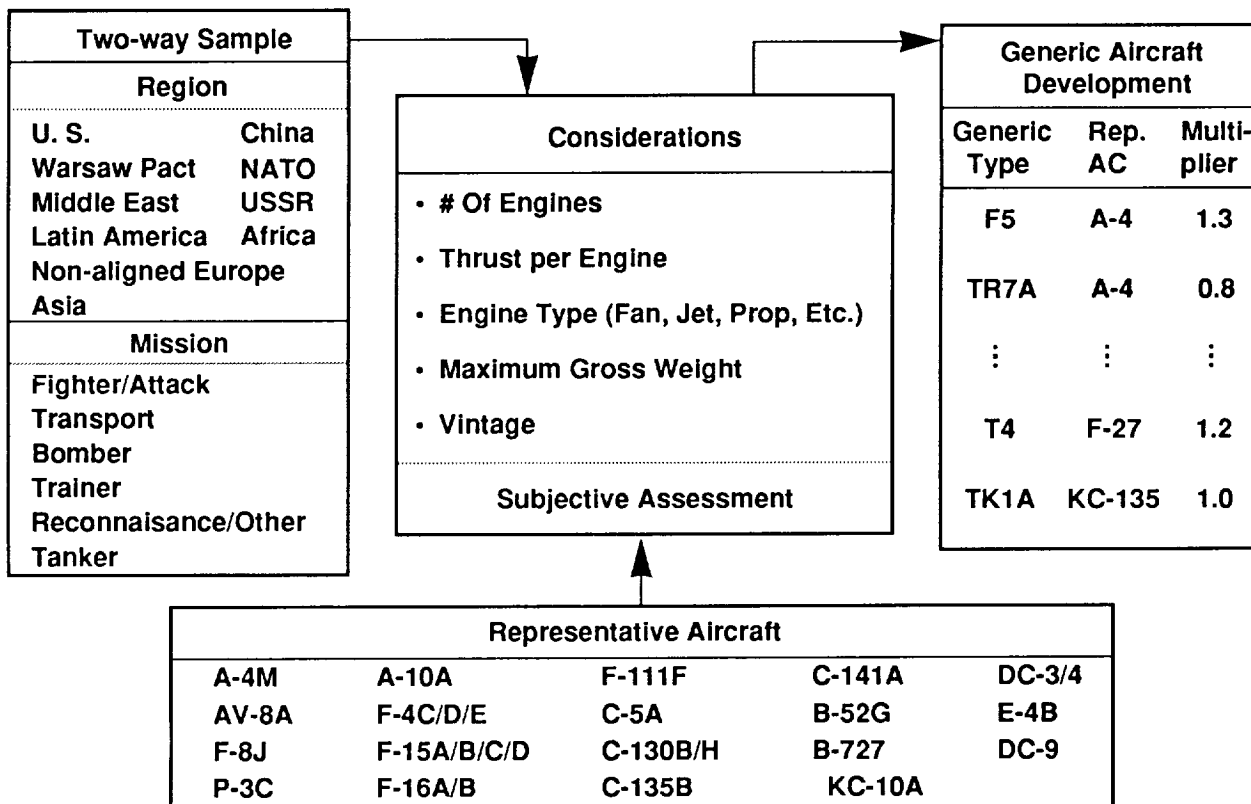 Two-way Sample
Region
U. S. China
Warsaw Pact NATO
Middle East USSR
Latin America Africa
Non-aligned Europe
Asia
Mission
Fighter/Attack
Transport
Bomber
Trainer
Reconnaisance/Other
Tanker
Considerations
• # Of Engines
• Thrust per Engine
• Engine Type (Fan, Jet, Prop, Etc.)
• Maximum Gross Weight
• Vintage
Subjective Assessment
Generic Aircraft
Development
Generic Rep. Multi-
Type AC plier
F5 A-4 1.3
TR7A A-4 0.8
⋮ ⋮ ⋮
T4 F-27 1.2
TK1A KC-135 1.0
Representative Aircraft
A-4M A-10A F-111F C-141A DC-3/4
AV-8A F-4C/D/E C-5A B-52G E-4B
F-8J F-15A/B/C/D C-130B/H B-727 DC-9
P-3C F-16A/B C-135B KC-10A